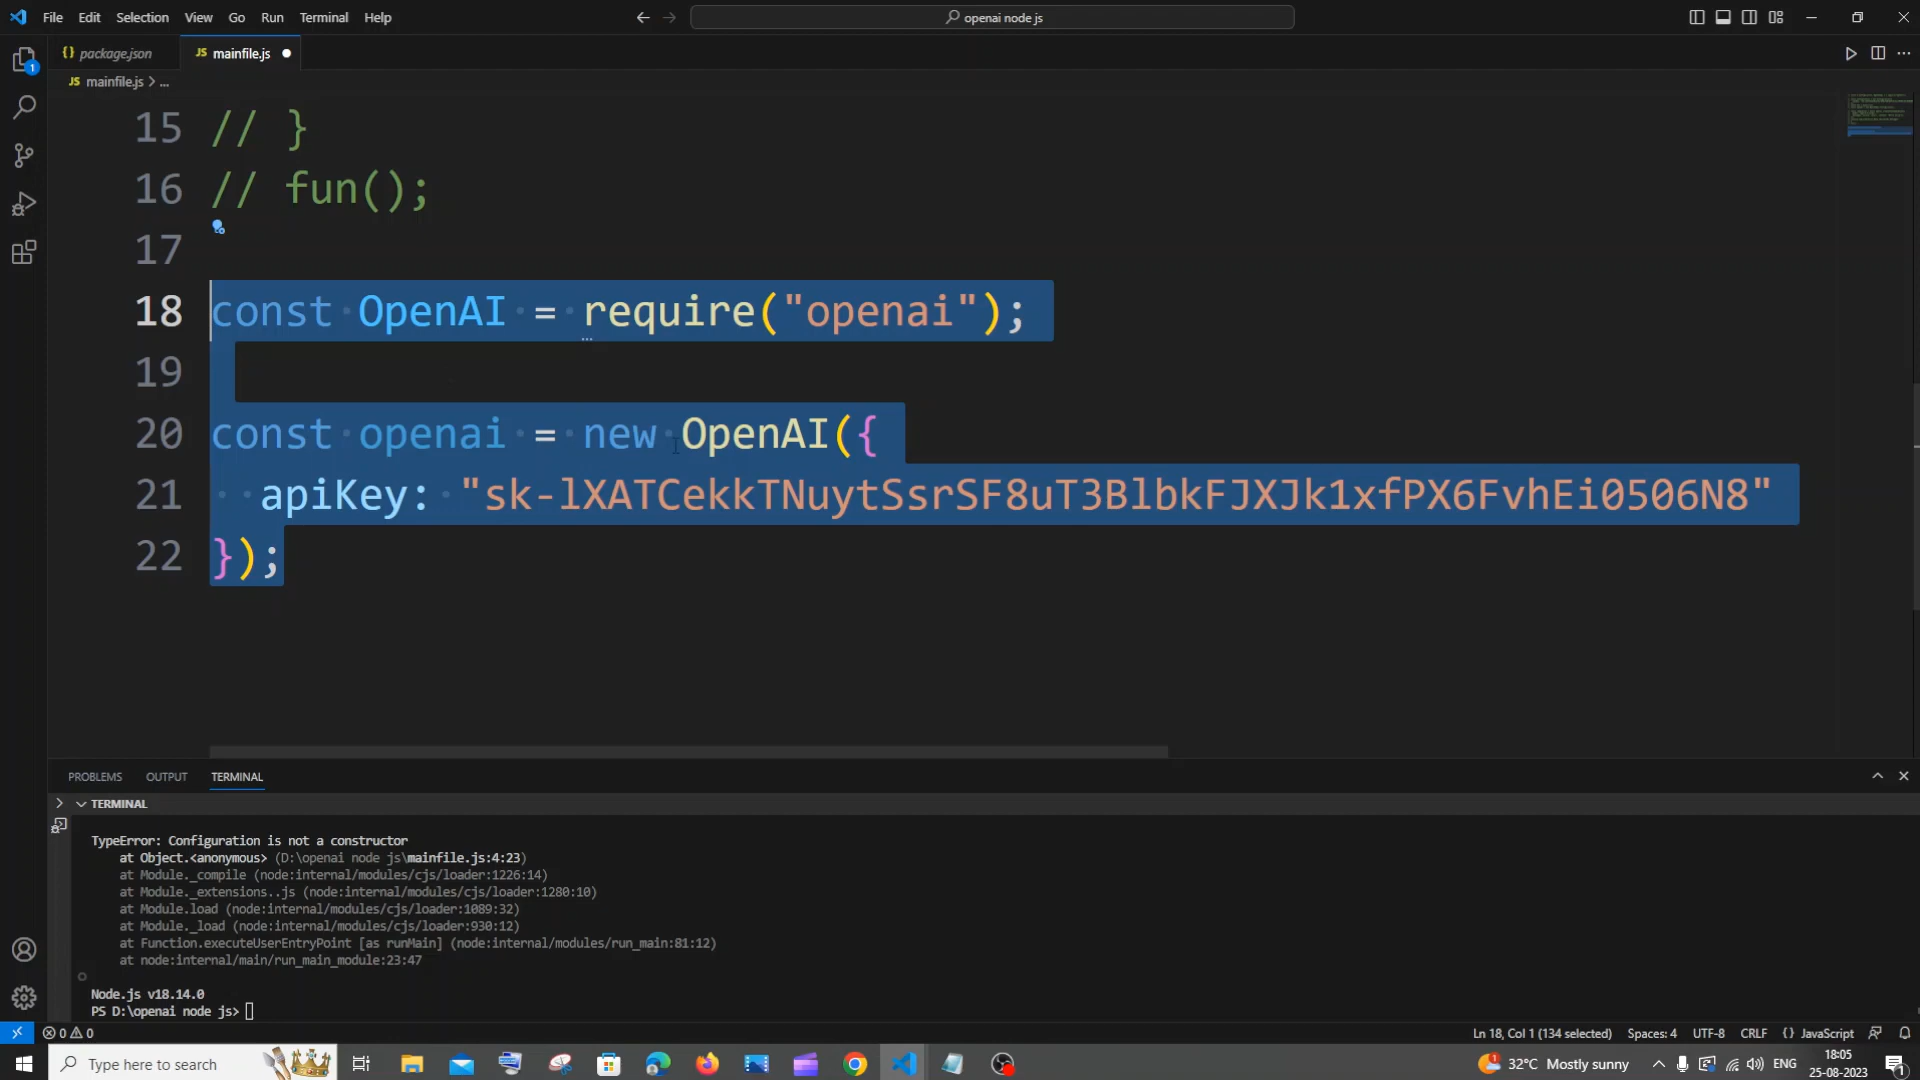 File Edit Selection View Go Run Terminal Help
openai node js
{} package.json
JS mainfile.js
JS mainfile.js > ...
15 // }
16 // fun();
17
18 const OpenAI = require("openai");
19
20 const openai = new OpenAI({
21 apiKey: "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"
22 });
PROBLEMS OUTPUT TERMINAL
TERMINAL
TypeError: Configuration is not a constructor
at Object.<anonymous> (D:\openai node js\mainfile.js:4:23)
at Module._compile (node:internal/modules/cjs/loader:1226:14)
at Module._extensions..js (node:internal/modules/cjs/loader:1280:10)
at Module.load (node:internal/modules/cjs/loader:1089:32)
at Module._load (node:internal/modules/cjs/loader:930:12)
at Function.executeUserEntryPoint [as runMain] (node:internal/modules/run_main:81:12)
at node:internal/main/run_main_module:23:47
Node.js v18.14.0
PS D:\openai node js>
0 0 Ln 18, Col 1 (134 selected) Spaces: 4 UTF-8 CRLF {} JavaScript
Type here to search
32°C Mostly sunny
ENG
18:05
25-08-2023
1
1